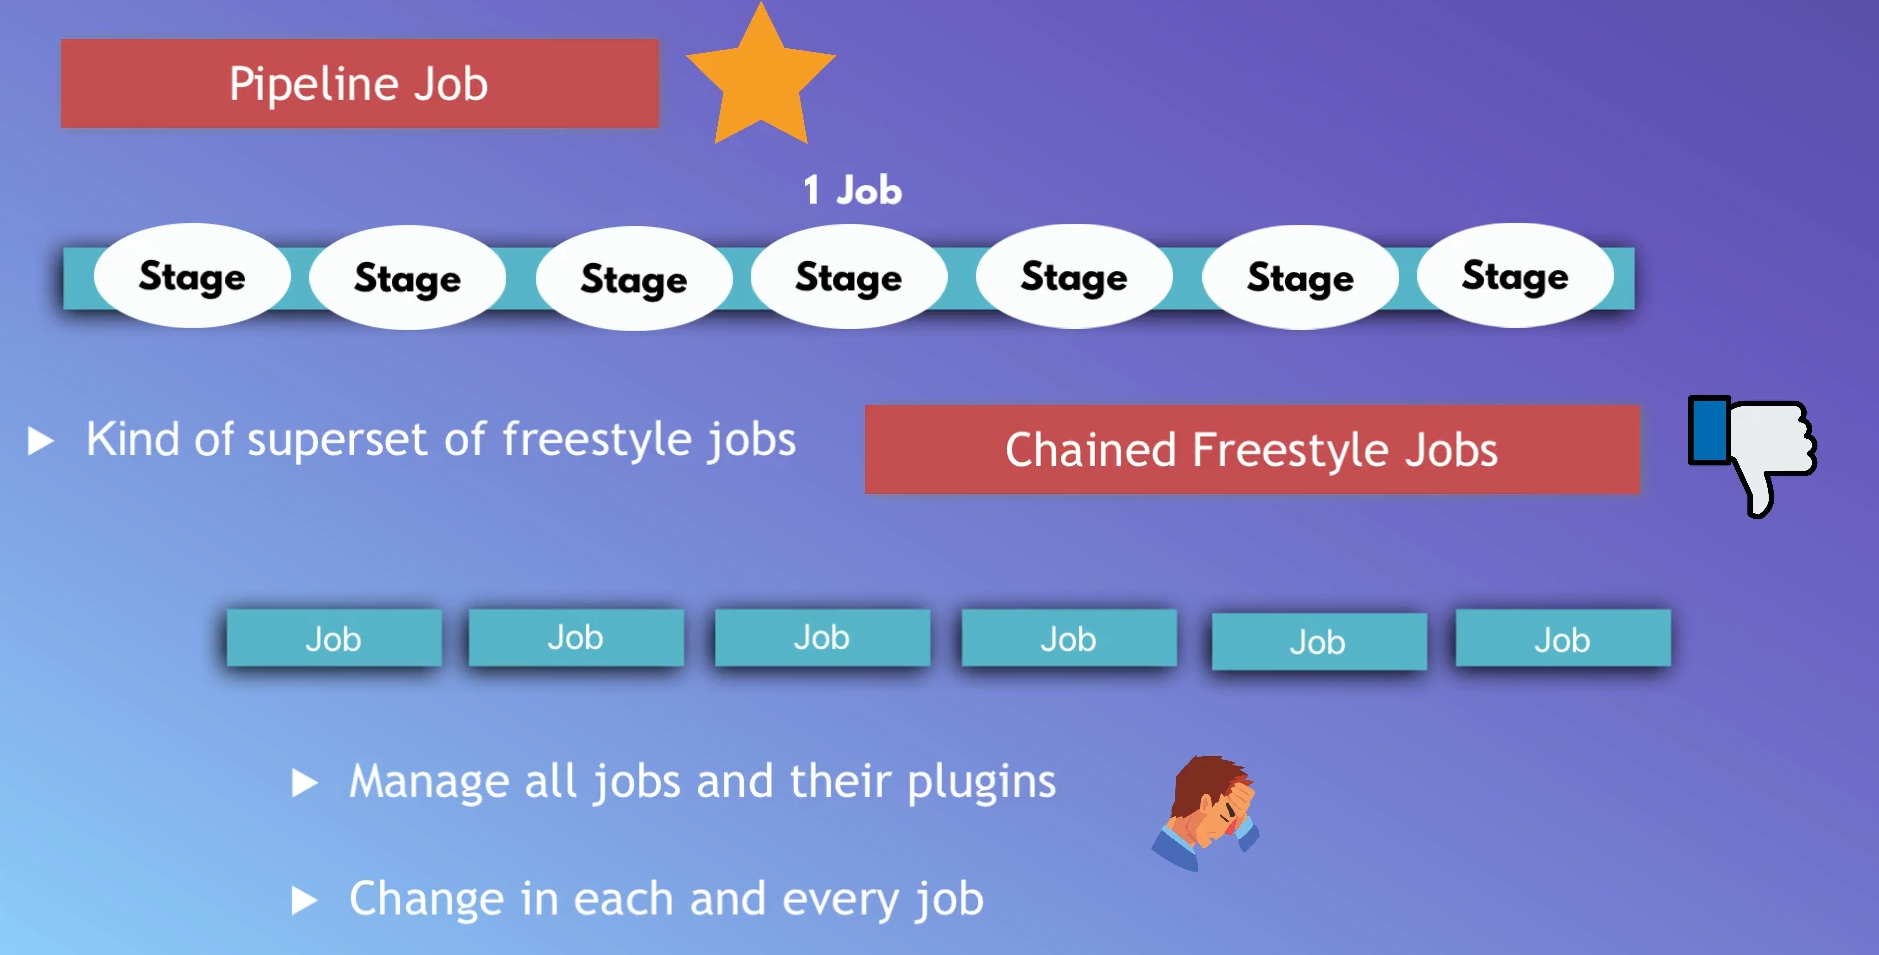 Pipeline Job
1 Job
Stage Stage Stage Stage Stage Stage Stage
Kind of superset of freestyle jobs
Chained Freestyle Jobs
Job Job Job Job Job Job
Manage all jobs and their plugins
Change in each and every job